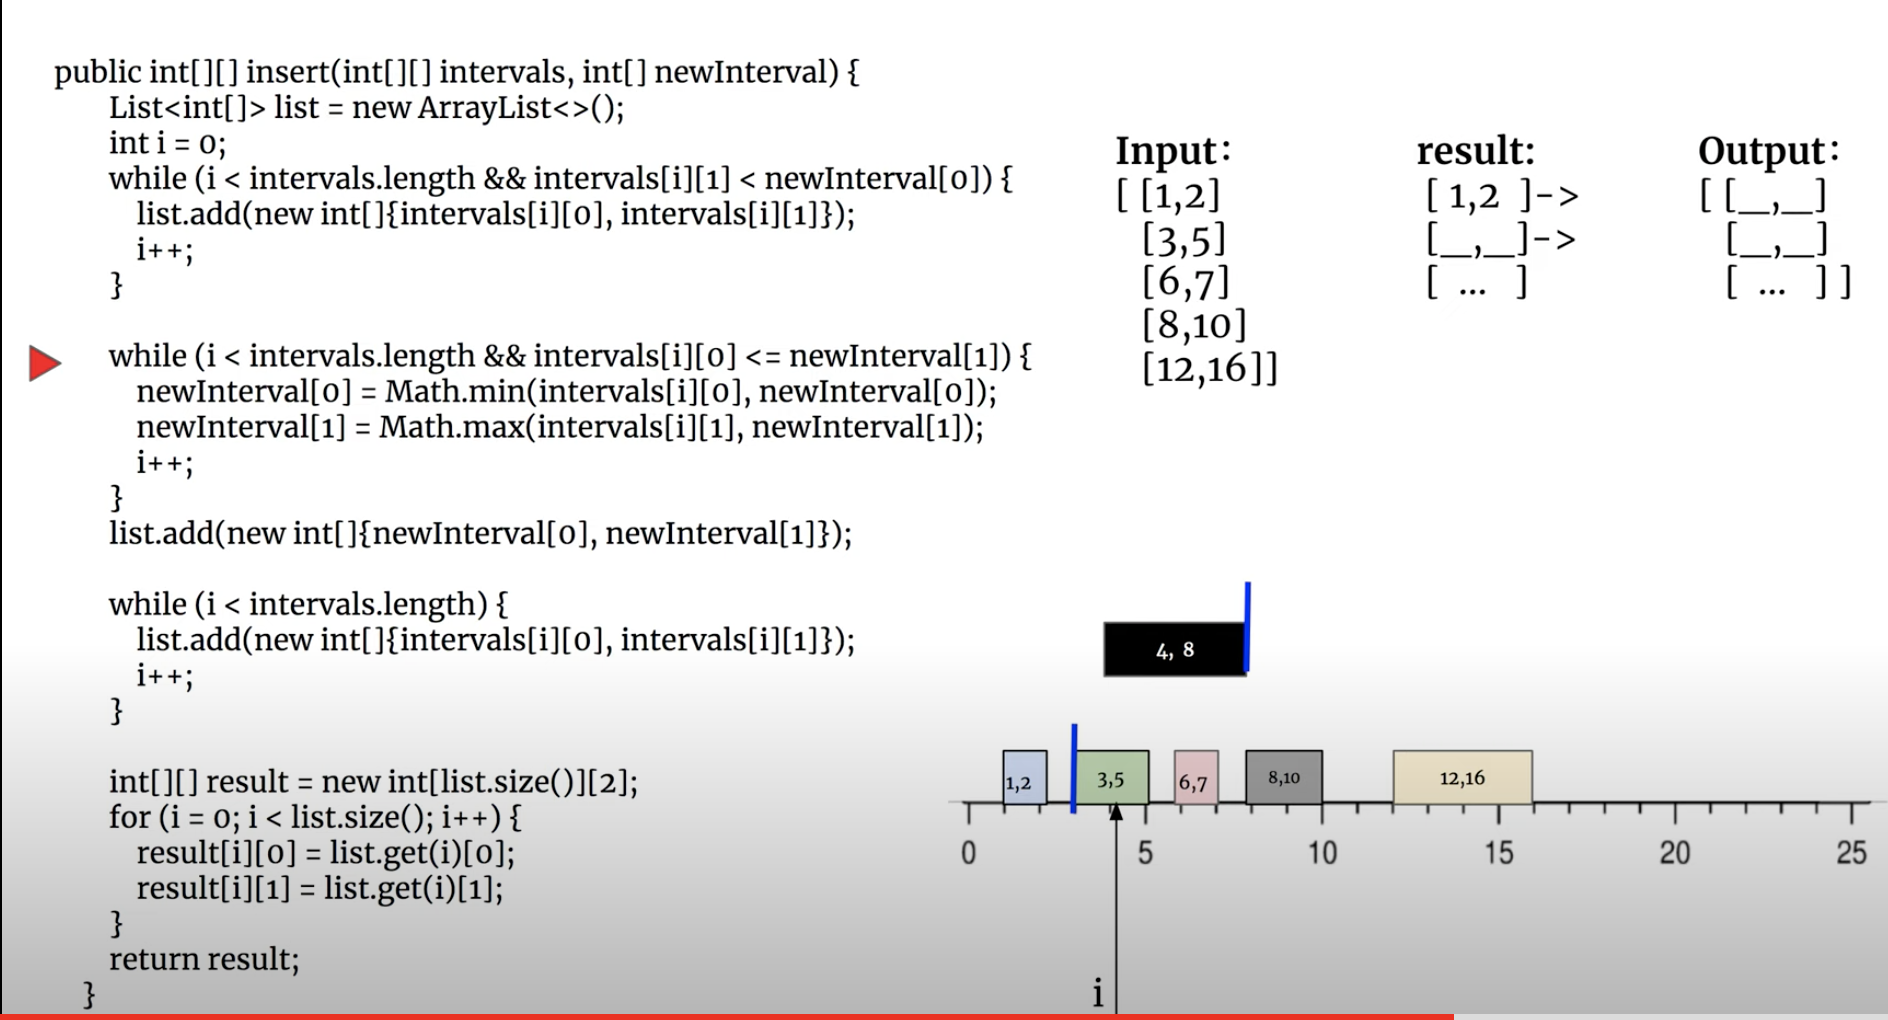 public int[][] insert(int[][] intervals, int[] newInterval) {
List<int[]> list = new ArrayList<>();
int i = 0;
while (i < intervals.length && intervals[i][1] < newInterval[0]) {
list.add(new int[]{intervals[i][0], intervals[i][1]});
i++;
}
while (i < intervals.length && intervals[i][0] <= newInterval[1]) {
newInterval[0] = Math.min(intervals[i][0], newInterval[0]);
newInterval[1] = Math.max(intervals[i][1], newInterval[1]);
i++;
}
list.add(new int[]{newInterval[0], newInterval[1]});
while (i < intervals.length) {
list.add(new int[]{intervals[i][0], intervals[i][1]});
i++;
}
int[][] result = new int[list.size()][2];
for (i = 0; i < list.size(); i++) {
result[i][0] = list.get(i)[0];
result[i][1] = list.get(i)[1];
}
return result;
}
Input:
[ [1,2]
[3,5]
[6,7]
[8,10]
[12,16]]
result:
[ 1,2 ]->
[_,_]->
[ ... ]
Output:
[ [_,_]
[_,_]
[ ... ] ]
4, 8
1,2
3,5
6,7
8,10
12,16
0 5 10 15 20 25
i